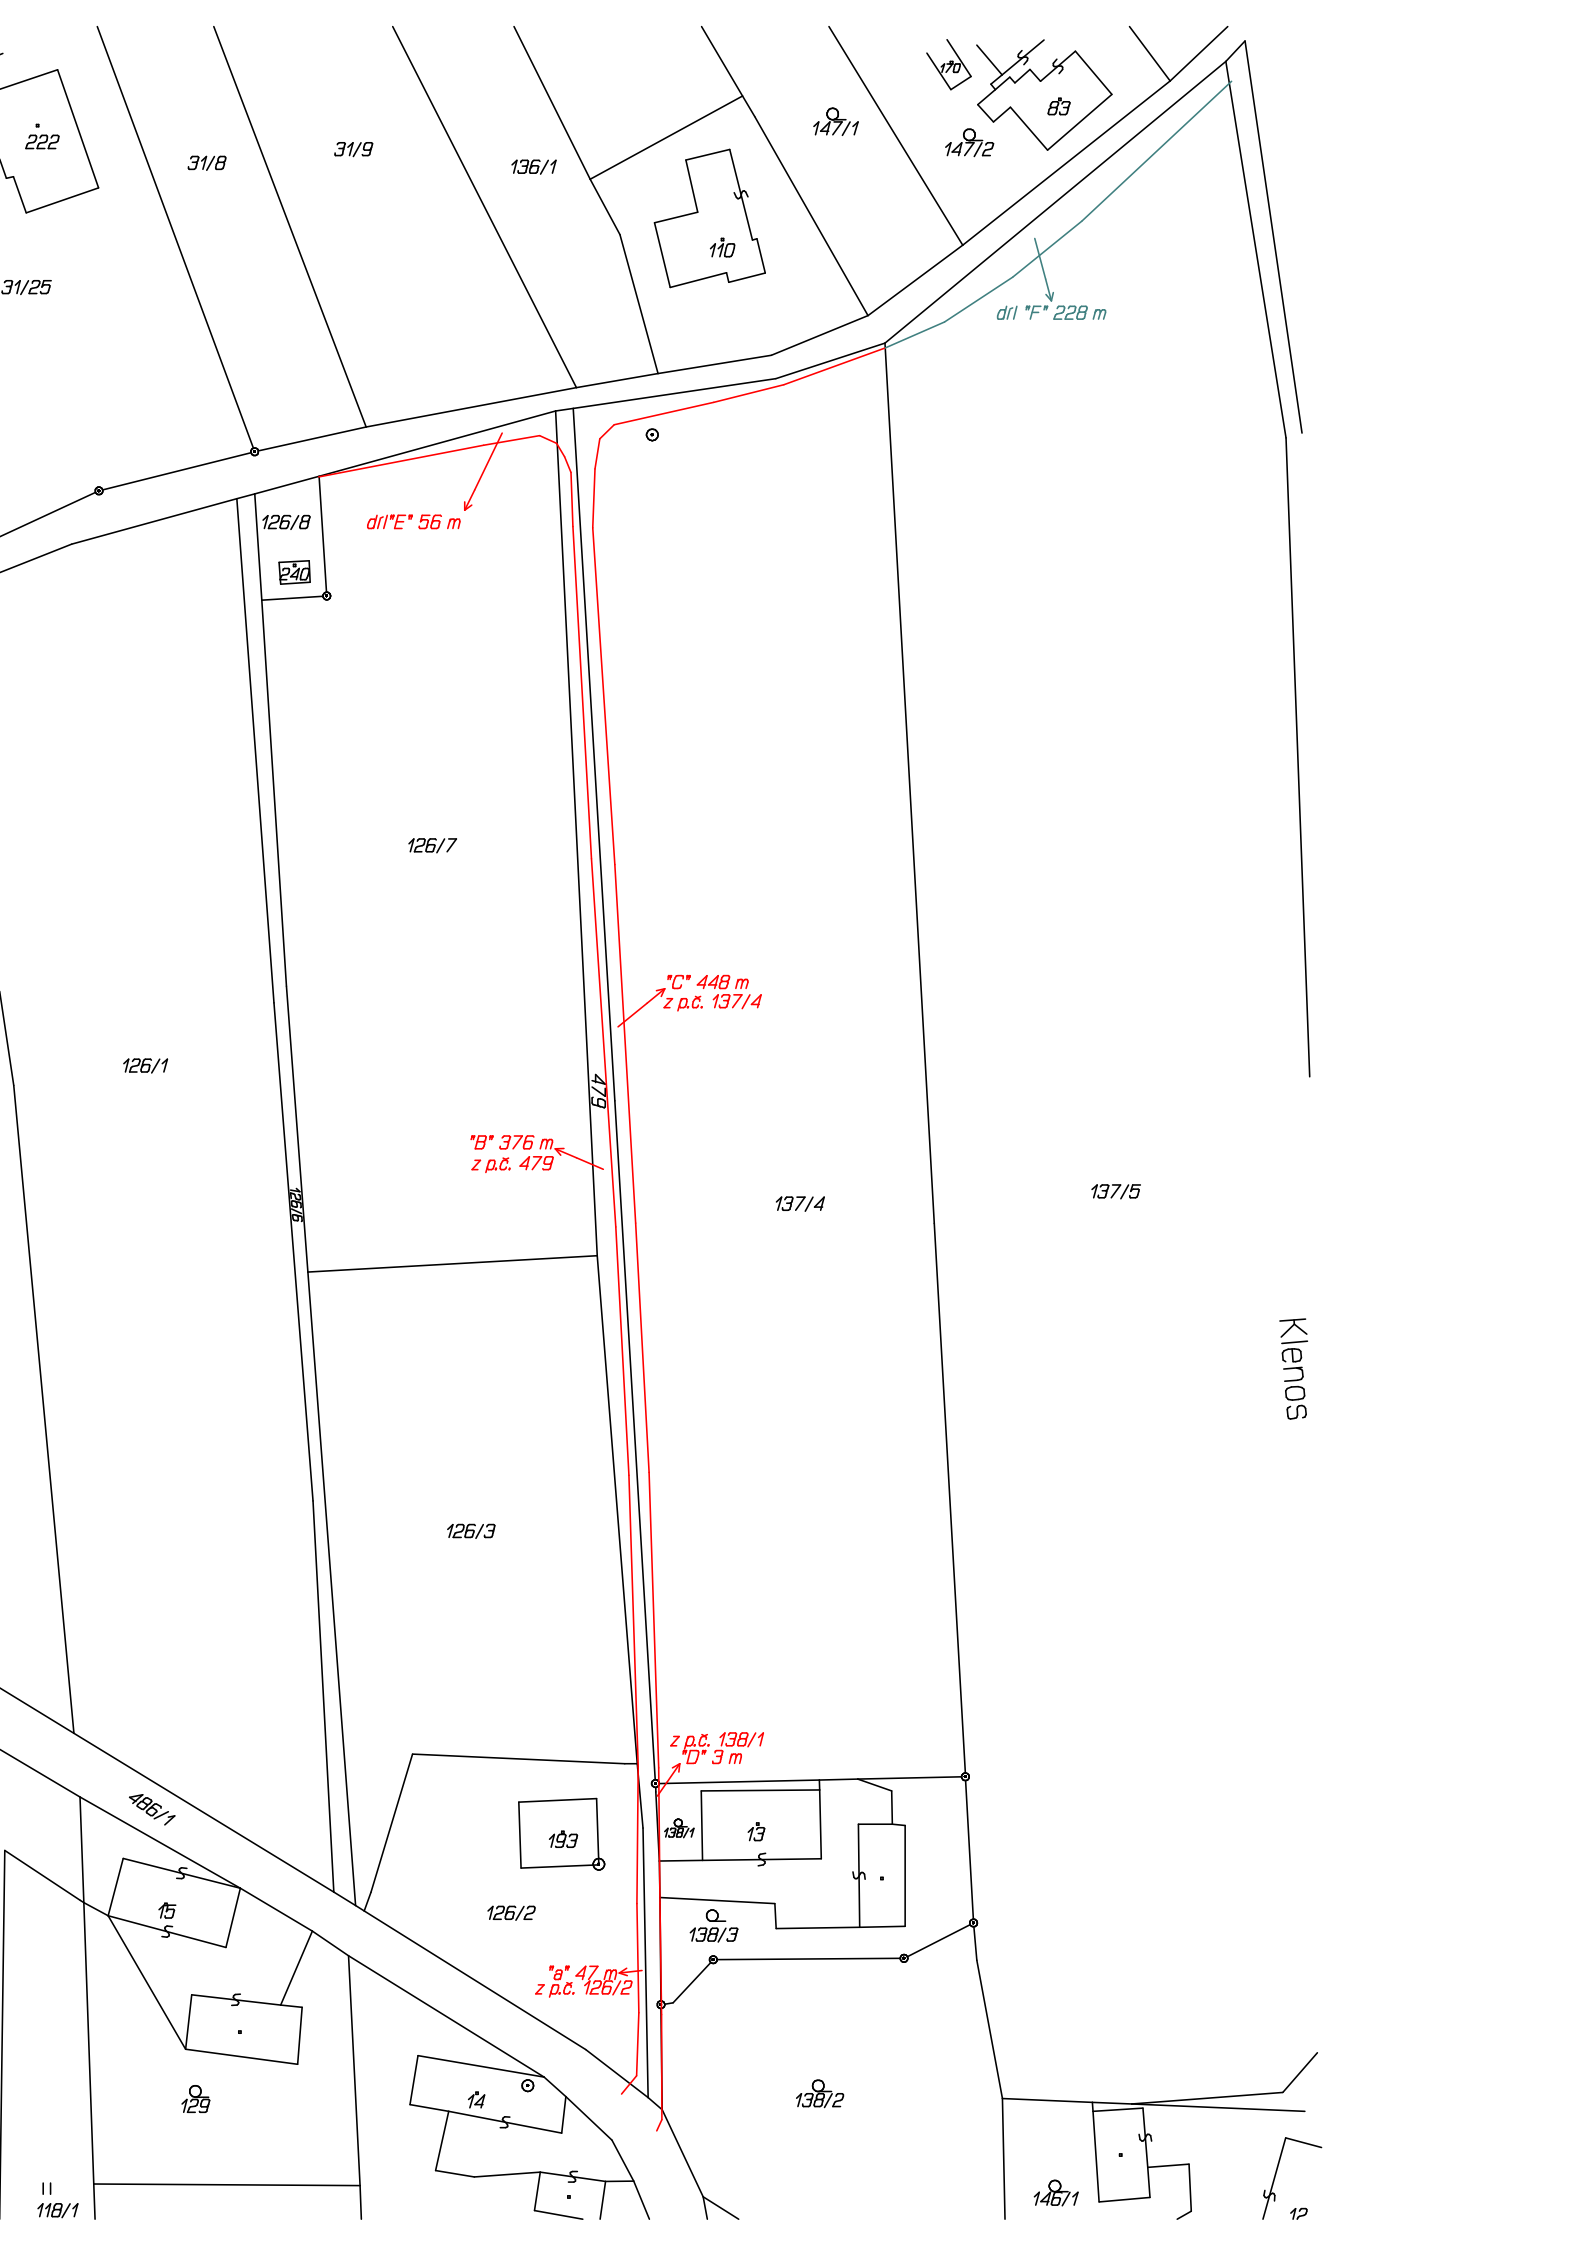 170
83
147/1
147/2
222
31/8
31/9
136/1
110
31/25
díl "F" 228 m
126/8
díl"E" 56 m
240
126/7
"C" 448 m
z p.č. 137/4
126/1
479
"B" 376 m
z p.č. 479
126/6
137/4
137/5
Klenos
126/3
z p.č. 138/1
"D" 3 m
486/1
193
138/1
13
15
126/2
138/3
"a" 47 m
z p.č. 126/2
129
14
138/2
118/1
146/1
12